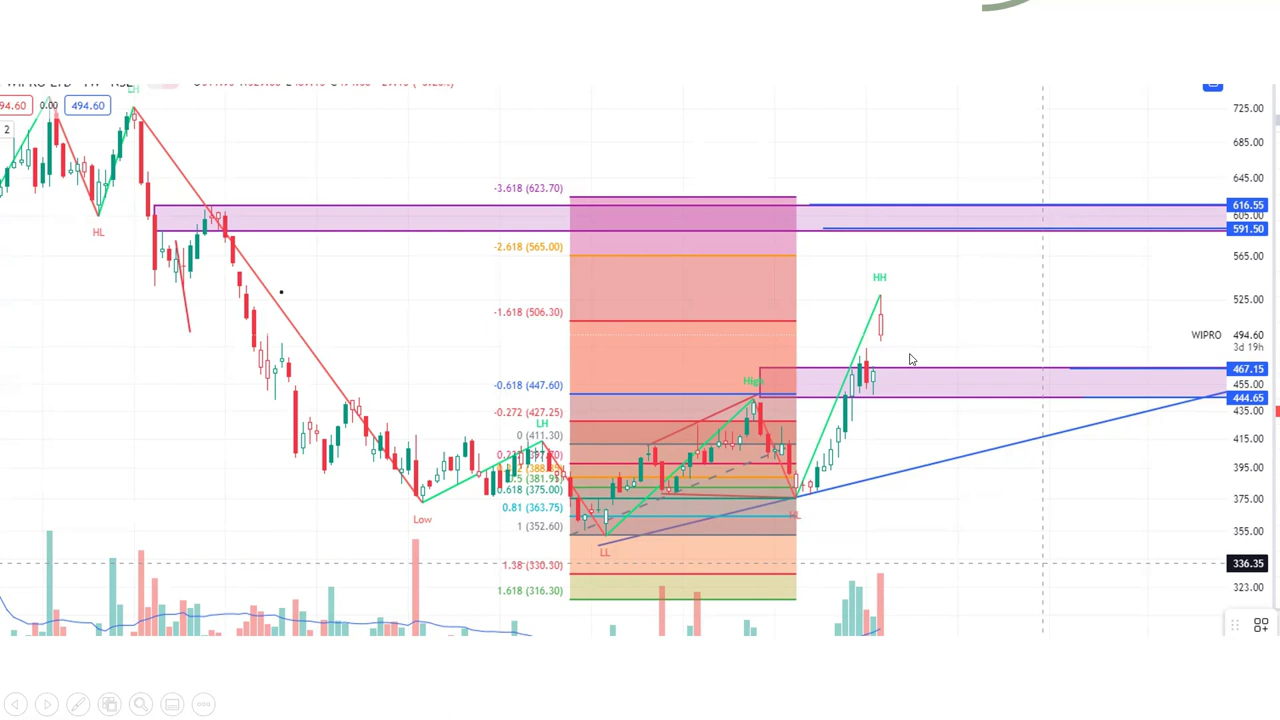 94.60 0.00 494.60
2
LH
HL
Low
LH
LL
High
HL
HH
-3.618 (623.70)
-2.618 (565.00)
-1.618 (506.30)
-0.618 (447.60)
-0.272 (427.25)
0 (411.30)
0.618 (375.00)
0.81 (363.75)
1 (352.60)
1.38 (330.30)
1.618 (316.30)
725.00
685.00
645.00
616.55
605.00
591.50
565.00
525.00
WIPRO 494.60
3d 19h
467.15
455.00
444.65
435.00
415.00
395.00
375.00
355.00
336.35
323.00